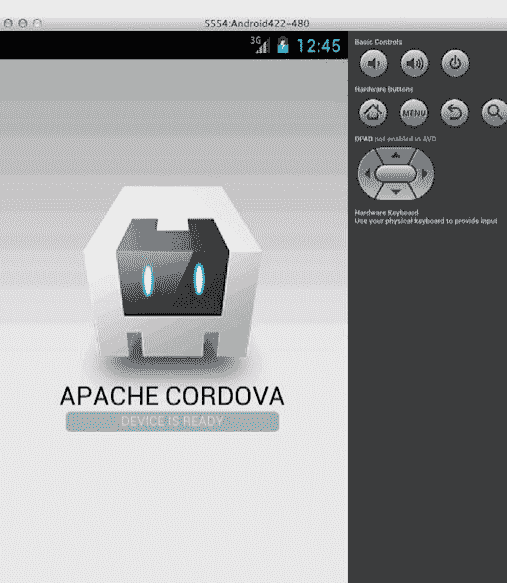 5554:Android422-480
3G 12:45
Basic Controls
Hardware Buttons
MENU
DPAD not enabled in AVD
Hardware Keyboard
Use your physical keyboard to provide input
APACHE CORDOVA
DEVICE IS READY